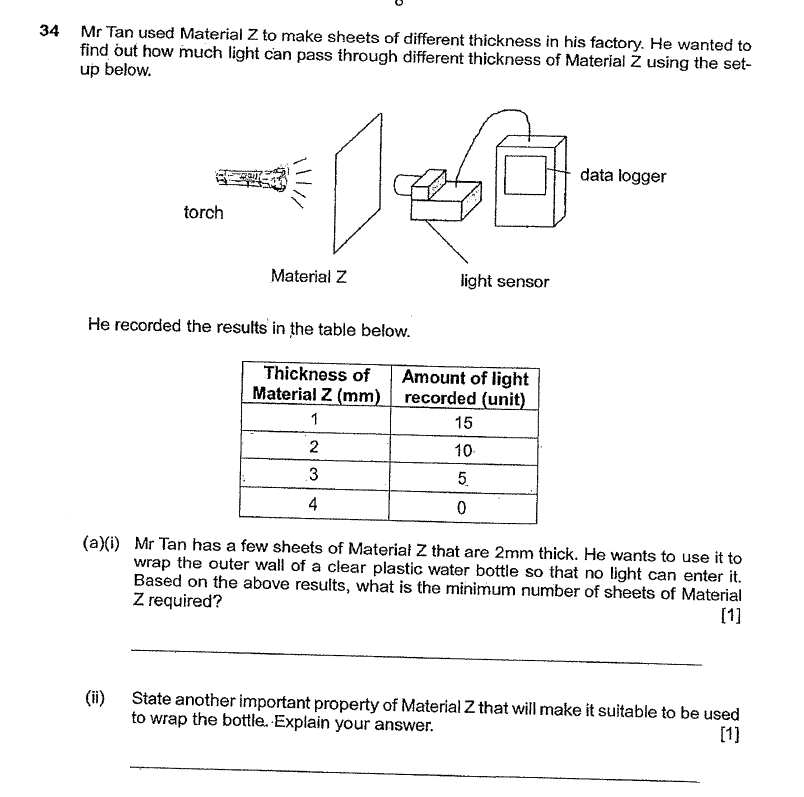 34 Mr Tan used Material Z to make sheets of different thickness in his factory. He wanted to
find out how much light can pass through different thickness of Material Z using the set-
up below.
data logger
torch
Material Z
light sensor
He recorded the results in the table below.
Thickness of Material Z (mm) Amount of light recorded (unit)
1 15
2 10
3 5
4 0
(a)(i) Mr Tan has a few sheets of Material Z that are 2mm thick. He wants to use it to
wrap the outer wall of a clear plastic water bottle so that no light can enter it.
Based on the above results, what is the minimum number of sheets of Material
Z required? [1]
(ii) State another important property of Material Z that will make it suitable to be used
to wrap the bottle. Explain your answer. [1]